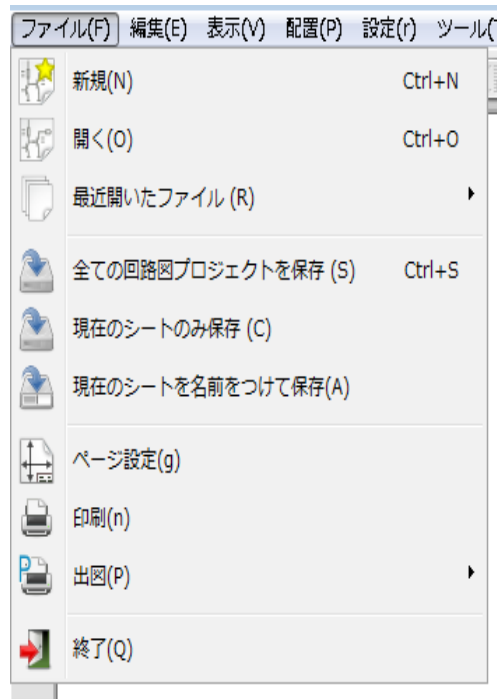 ファイル(F) 編集(E) 表示(V) 配置(P) 設定(r) ツール(
新規(N) Ctrl+N
開く(O) Ctrl+O
最近開いたファイル (R)
全ての回路図プロジェクトを保存 (S) Ctrl+S
現在のシートのみ保存 (C)
現在のシートを名前をつけて保存(A)
ページ設定(g)
印刷(n)
出図(P)
終了(Q)